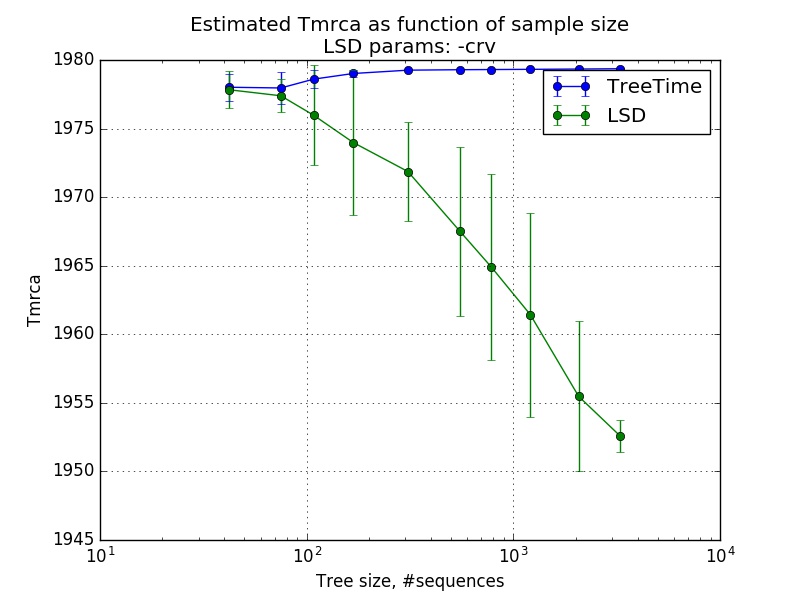 Estimated Tmrca as function of sample size
LSD params: -crv
1980
1975
1970
1965
1960
1955
1950
1945
Tmrca
TreeTime
LSD
10¹ 10² 10³ 10⁴
Tree size, #sequences